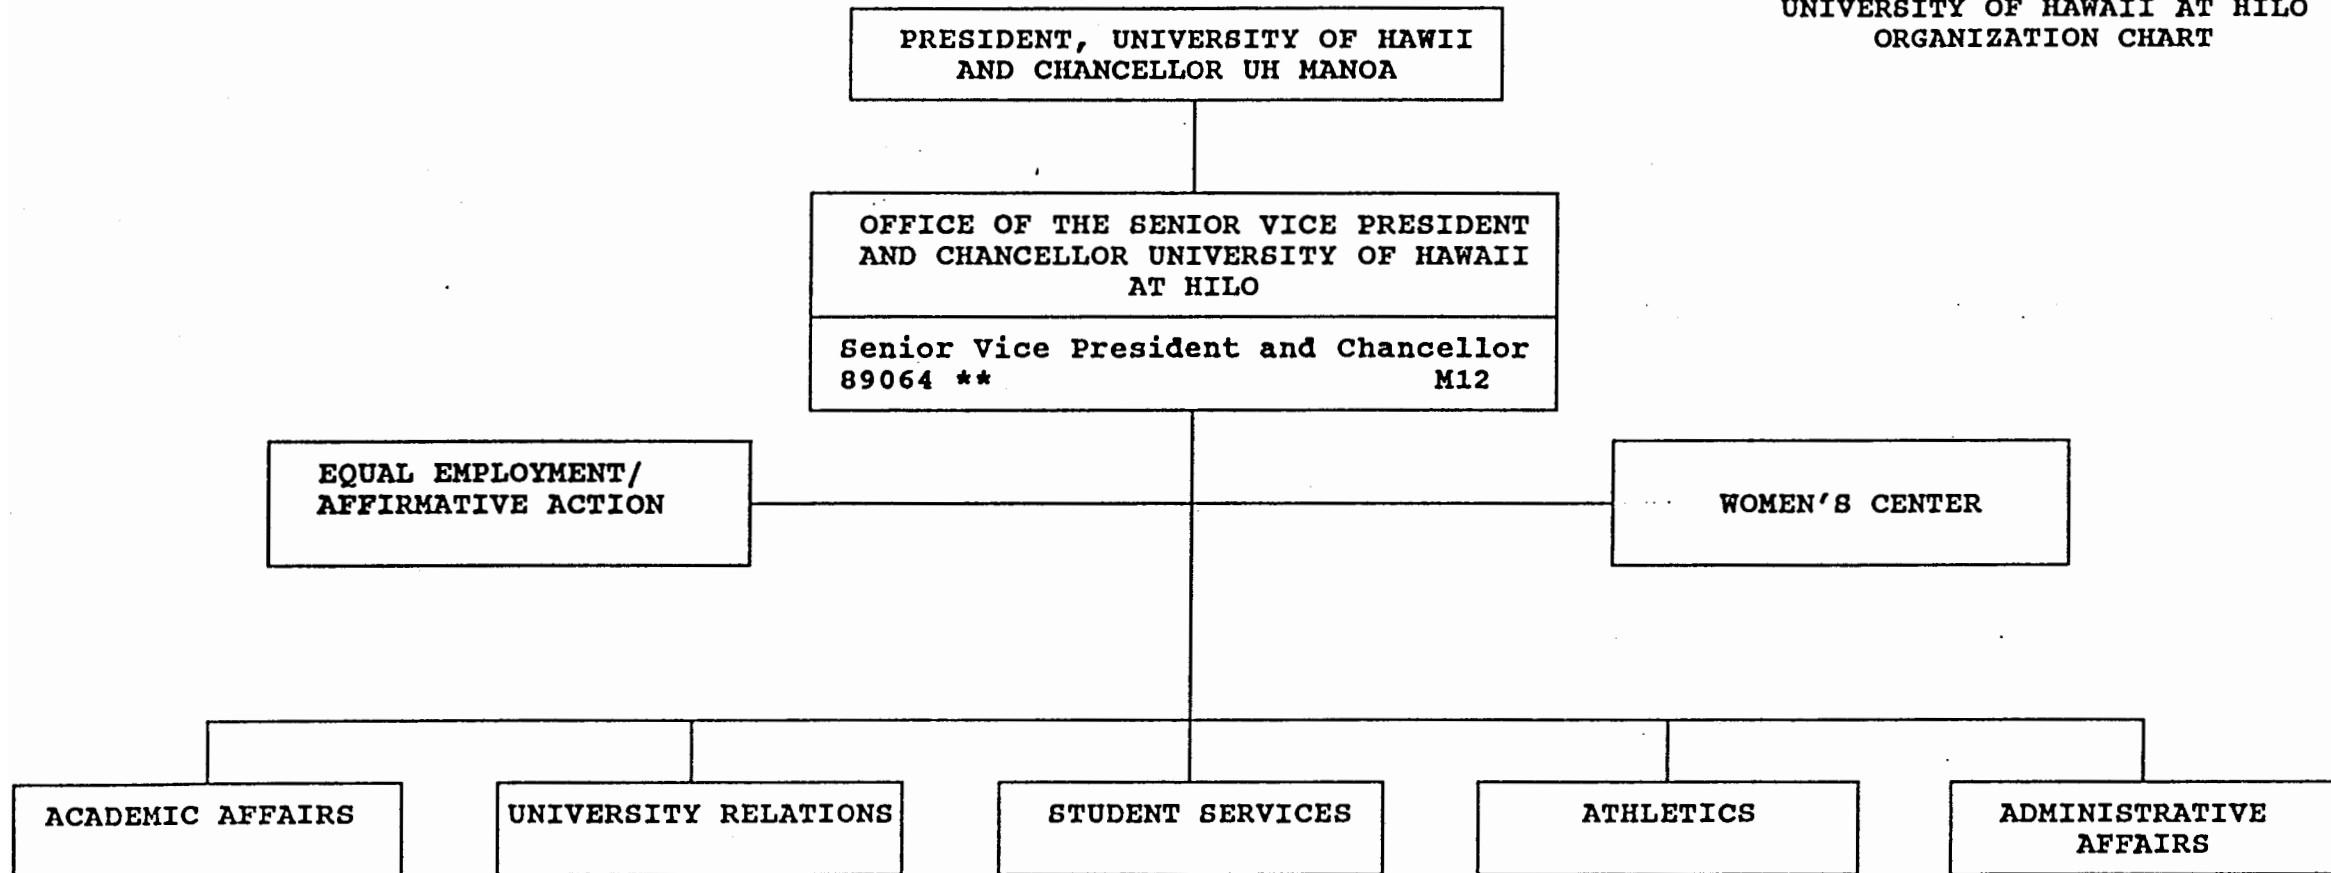 UNIVERSITY OF HAWAII AT HILO
ORGANIZATION CHART
PRESIDENT, UNIVERSITY OF HAWII
AND CHANCELLOR UH MANOA
OFFICE OF THE SENIOR VICE PRESIDENT
AND CHANCELLOR UNIVERSITY OF HAWAII
AT HILO
Senior Vice President and Chancellor
89064 ** M12
EQUAL EMPLOYMENT/
AFFIRMATIVE ACTION
WOMEN'S CENTER
ACADEMIC AFFAIRS
UNIVERSITY RELATIONS
STUDENT SERVICES
ATHLETICS
ADMINISTRATIVE
AFFAIRS